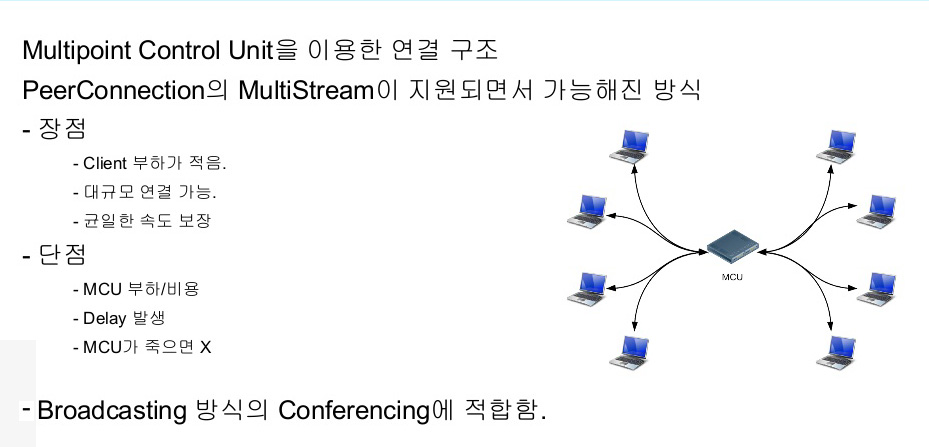 Multipoint Control Unit을 이용한 연결 구조
PeerConnection의 MultiStream이 지원되면서 가능해진 방식
- 장점
- Client 부하가 적음.
- 대규모 연결 가능.
- 균일한 속도 보장
- 단점
- MCU 부하/비용
- Delay 발생
- MCU가 죽으면 X
- Broadcasting 방식의 Conferencing에 적합함.
MCU